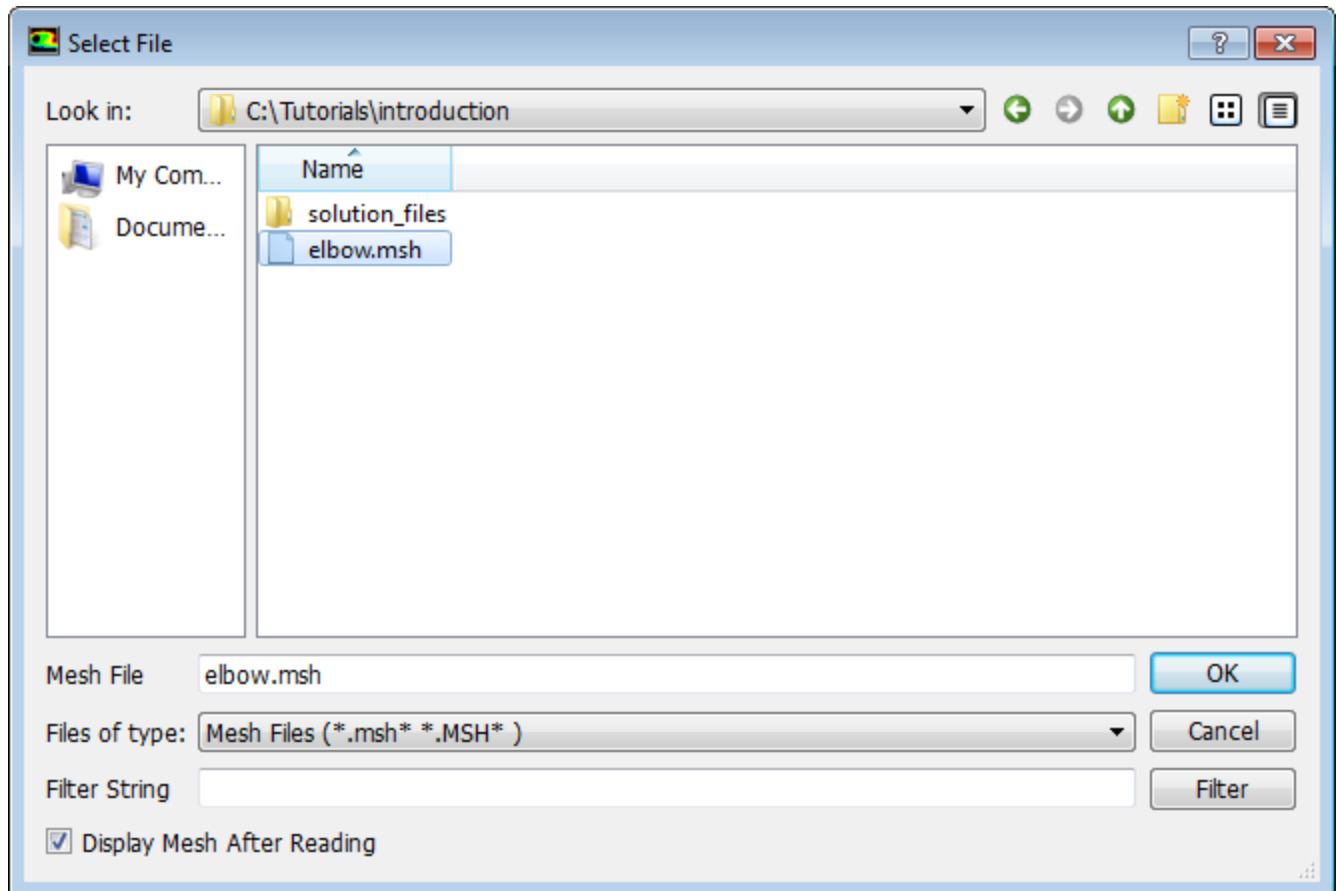 Select File
Look in: C:\Tutorials\introduction
My Com...
Docume...
Name
solution_files
elbow.msh
Mesh File elbow.msh OK
Files of type: Mesh Files (*.msh* *.MSH* ) Cancel
Filter String Filter
Display Mesh After Reading